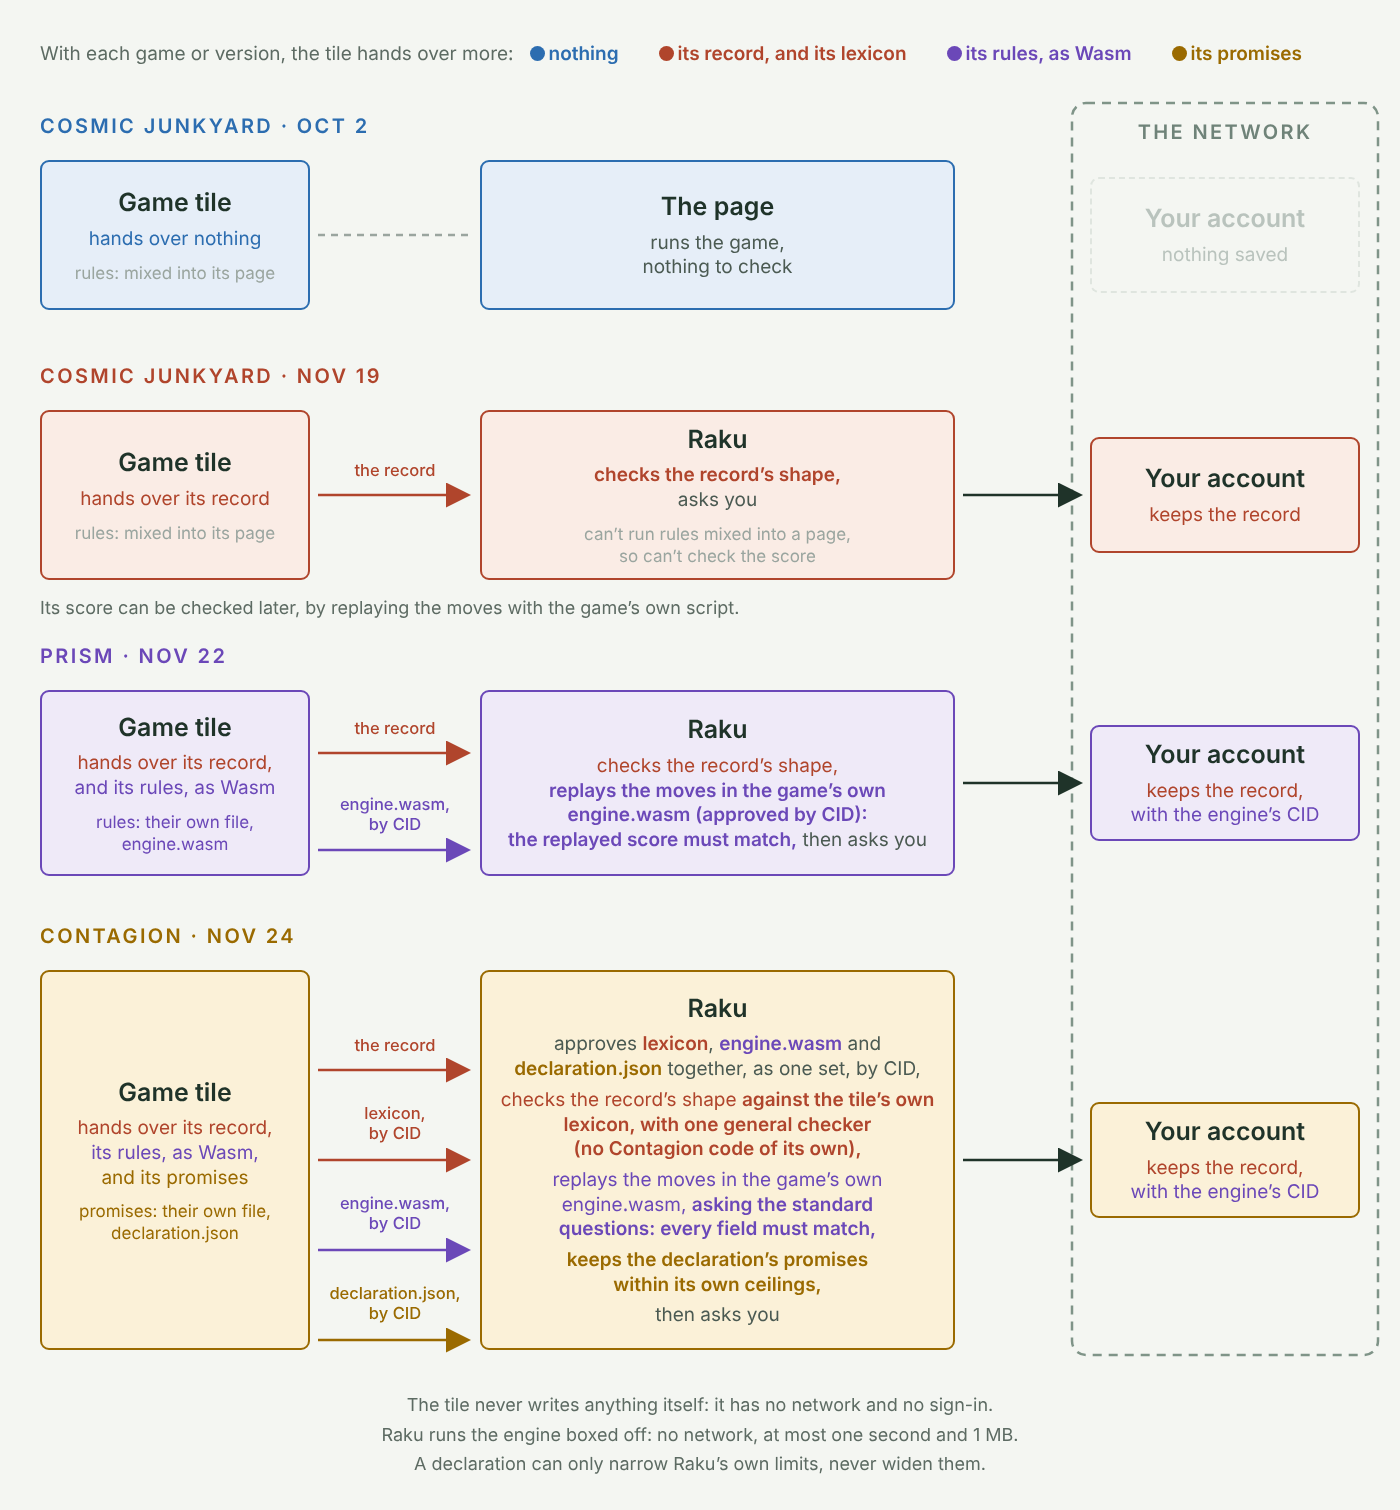 With each game or version, the tile hands over more: nothing its record, and its lexicon its rules, as Wasm its promises
COSMIC JUNKYARD · OCT 2
THE NETWORK
Game tile
hands over nothing
rules: mixed into its page
The page
runs the game,
nothing to check
Your account
nothing saved
COSMIC JUNKYARD · NOV 19
Game tile
hands over its record
rules: mixed into its page
the record
Raku
checks the record’s shape,
asks you
can’t run rules mixed into a page,
so can’t check the score
Your account
keeps the record
Its score can be checked later, by replaying the moves with the game’s own script.
PRISM · NOV 22
Game tile
hands over its record,
and its rules, as Wasm
rules: their own file,
engine.wasm
the record
engine.wasm,
by CID
Raku
checks the record’s shape,
replays the moves in the game’s own
engine.wasm (approved by CID):
the replayed score must match, then asks you
Your account
keeps the record,
with the engine’s CID
CONTAGION · NOV 24
Game tile
hands over its record,
its rules, as Wasm,
and its promises
promises: their own file,
declaration.json
the record
lexicon,
by CID
engine.wasm,
by CID
declaration.json,
by CID
Raku
approves lexicon, engine.wasm and
declaration.json together, as one set, by CID,
checks the record’s shape against the tile’s own
lexicon, with one general checker
(no Contagion code of its own),
replays the moves in the game’s own
engine.wasm, asking the standard
questions: every field must match,
keeps the declaration’s promises
within its own ceilings,
then asks you
Your account
keeps the record,
with the engine’s CID
The tile never writes anything itself: it has no network and no sign-in.
Raku runs the engine boxed off: no network, at most one second and 1 MB.
A declaration can only narrow Raku’s own limits, never widen them.